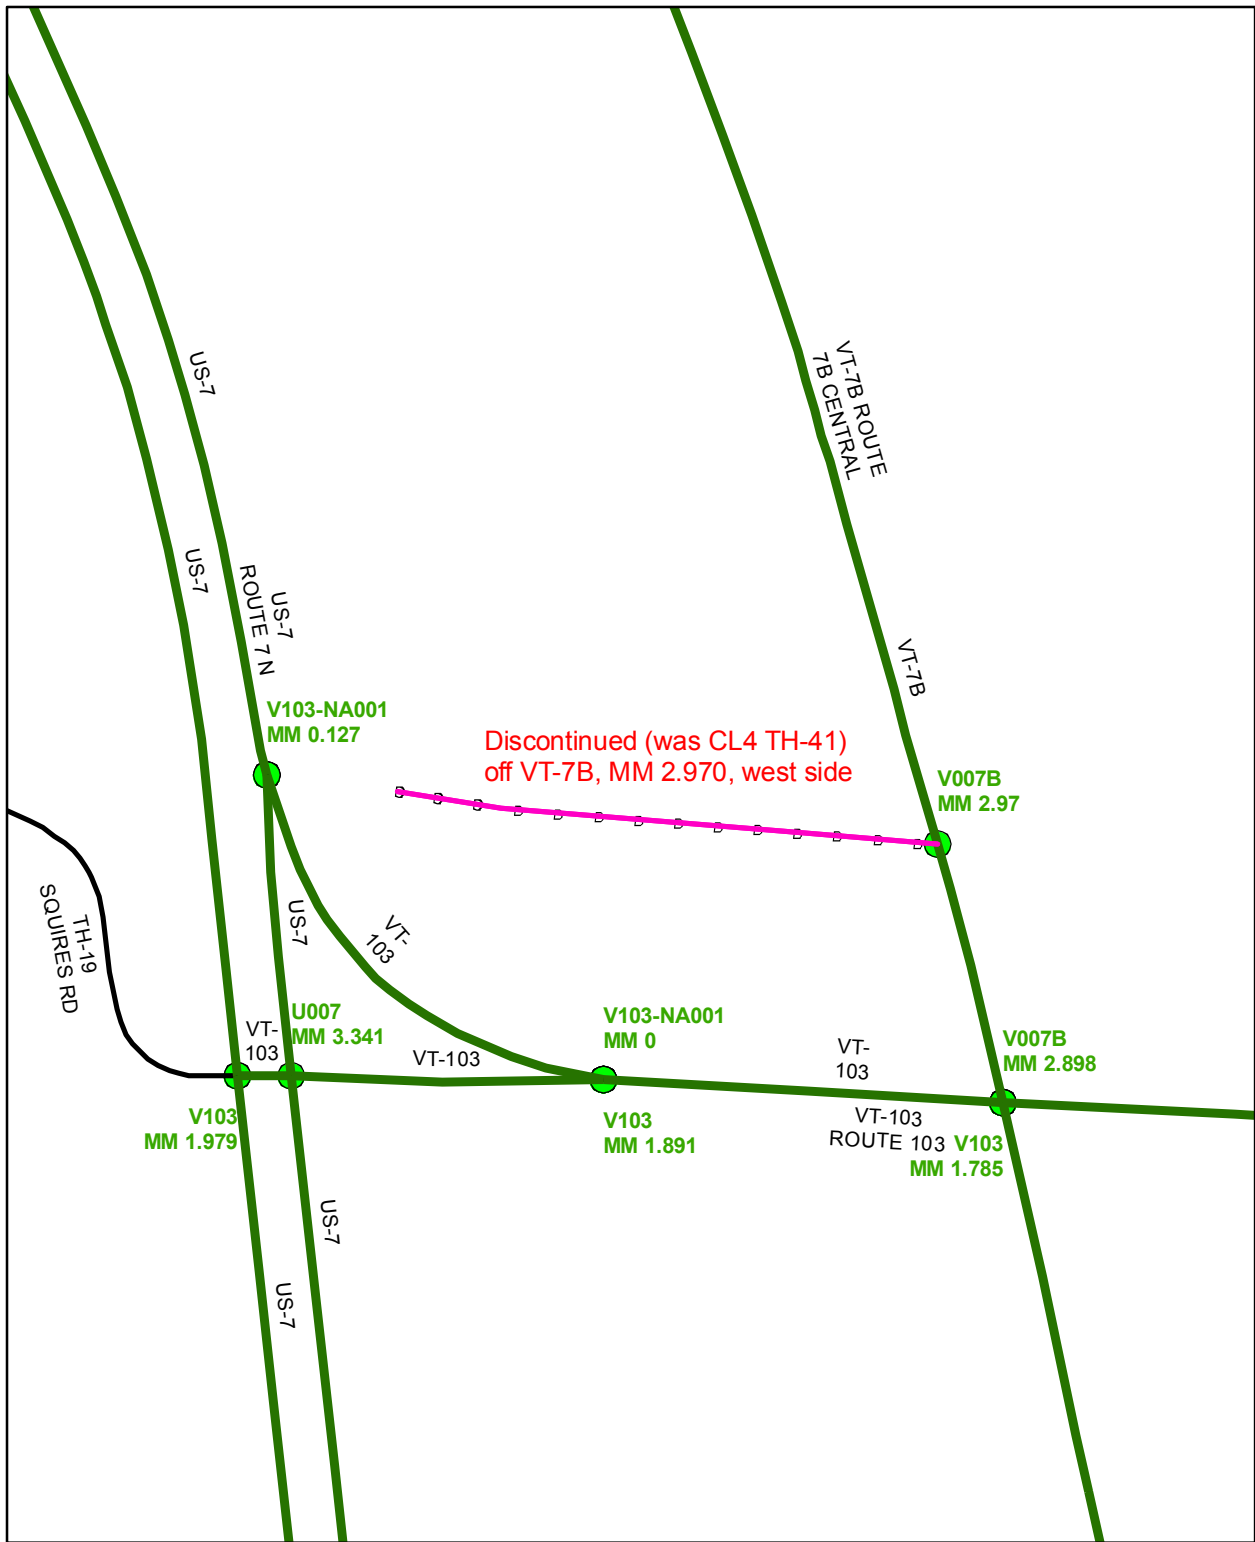 US-7
VT-7B ROUTE
7B CENTRAL
US-7
US-7
ROUTE 7 N
VT-7B
V103-NA001
MM 0.127
Discontinued (was CL4 TH-41)
off VT-7B, MM 2.970, west side
V007B
MM 2.97
D D D D D D D D D D D D D D
TH-19
SQUIRES RD
US-7
VT-
103
U007
MM 3.341
VT-
103
VT-103
V103-NA001
MM 0
VT-
103
V007B
MM 2.898
V103
MM 1.979
V103
MM 1.891
VT-103
ROUTE 103
V103
MM 1.785
US-7
US-7